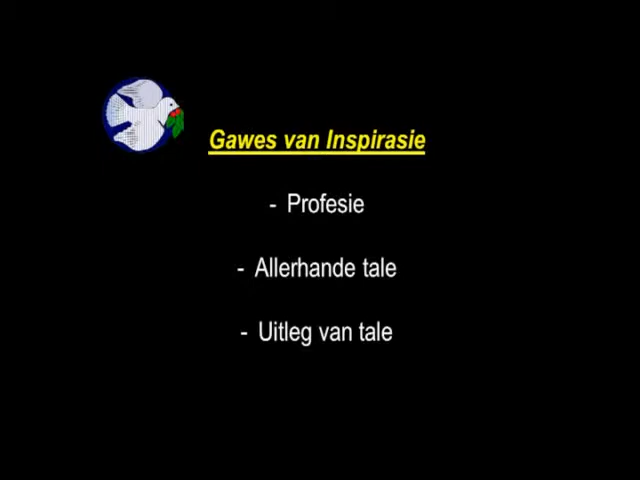 Gawes van Inspirasie
- Profesie
- Allerhande tale
- Uitleg van tale